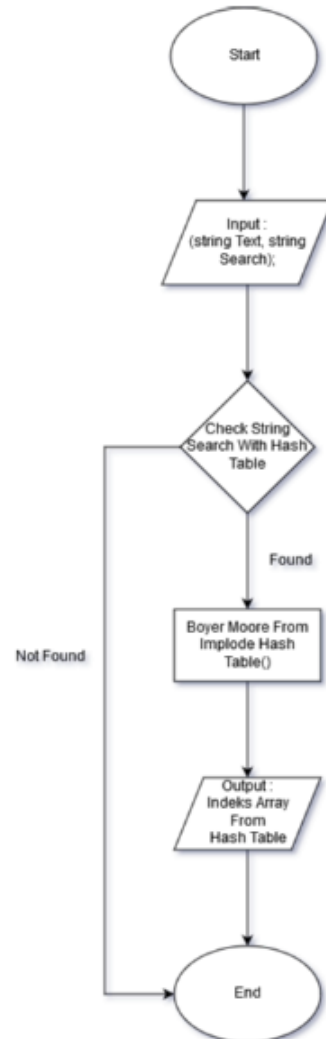 Start
Input :
(string Text, string
Search);
Check String
Search With Hash
Table
Found
Boyer Moore From
Implode Hash
Table()
Not Found
Output :
Indeks Array
From
Hash Table
End